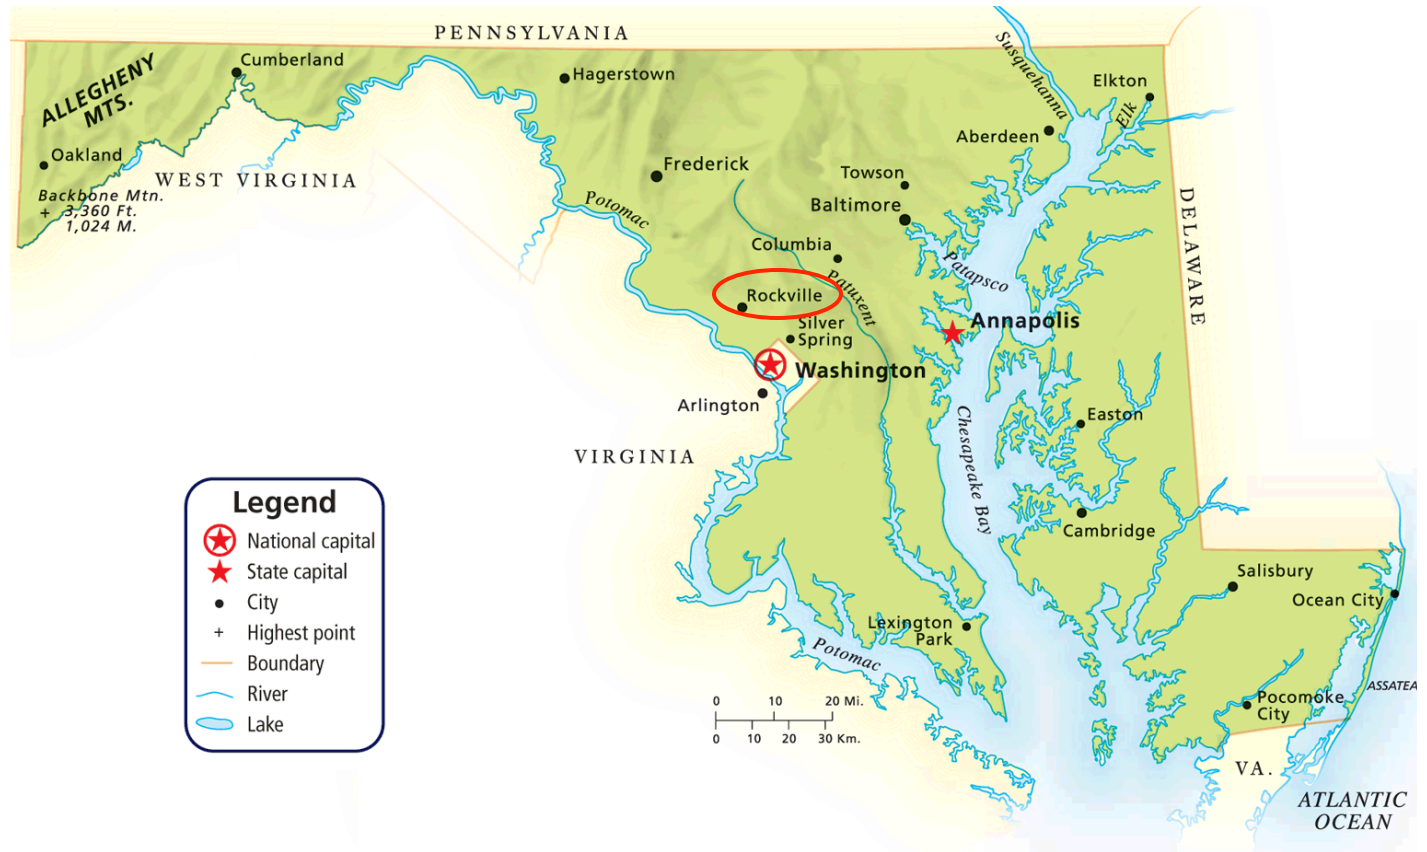 PENNSYLVANIA
ALLEGHENY
MTS.
Cumberland
Hagerstown
Susquehanna
Elkton
Elk
Aberdeen
Oakland
Backbone Mtn.
+ 3,360 Ft.
1,024 M.
WEST VIRGINIA
Frederick
Potomac
Towson
Baltimore
DELAWARE
Columbia
Patapsco
Patuxent
Rockville
Silver
Spring
Annapolis
Washington
Arlington
Chesapeake Bay
Easton
VIRGINIA
Cambridge
Legend
National capital
State capital
City
+ Highest point
Boundary
River
Lake
Salisbury
Ocean City
Lexington
Park
Potomac
ASSATEA
Pocomoke
City
0 10 20 Mi.
0 10 20 30 Km.
VA.
ATLANTIC
OCEAN